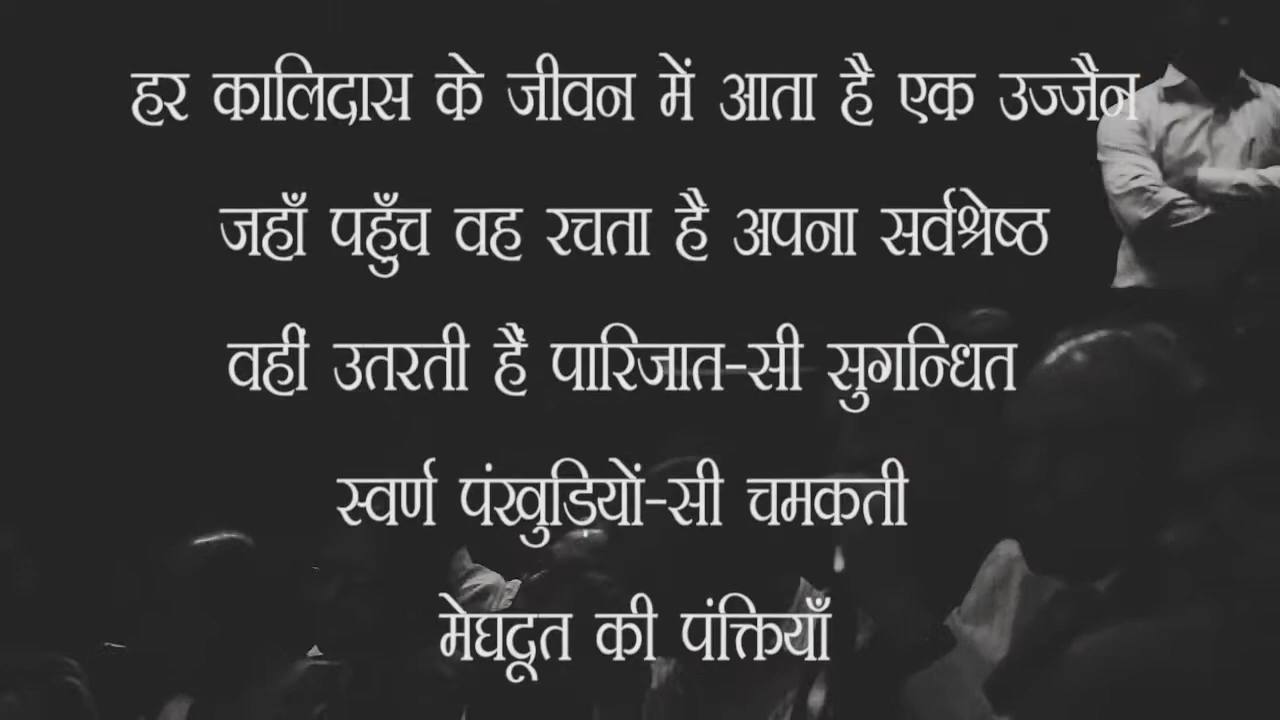 हर कालिदास के जीवन में आता है एक उज्जैन
जहाँ पहुँच वह रचता है अपना सर्वश्रेष्ठ
वहीं उतरती हैं पारिजात-सी सुगन्धित
स्वर्ण पंखुडियों-सी चमकती
मेघदूत की पंक्तियाँ